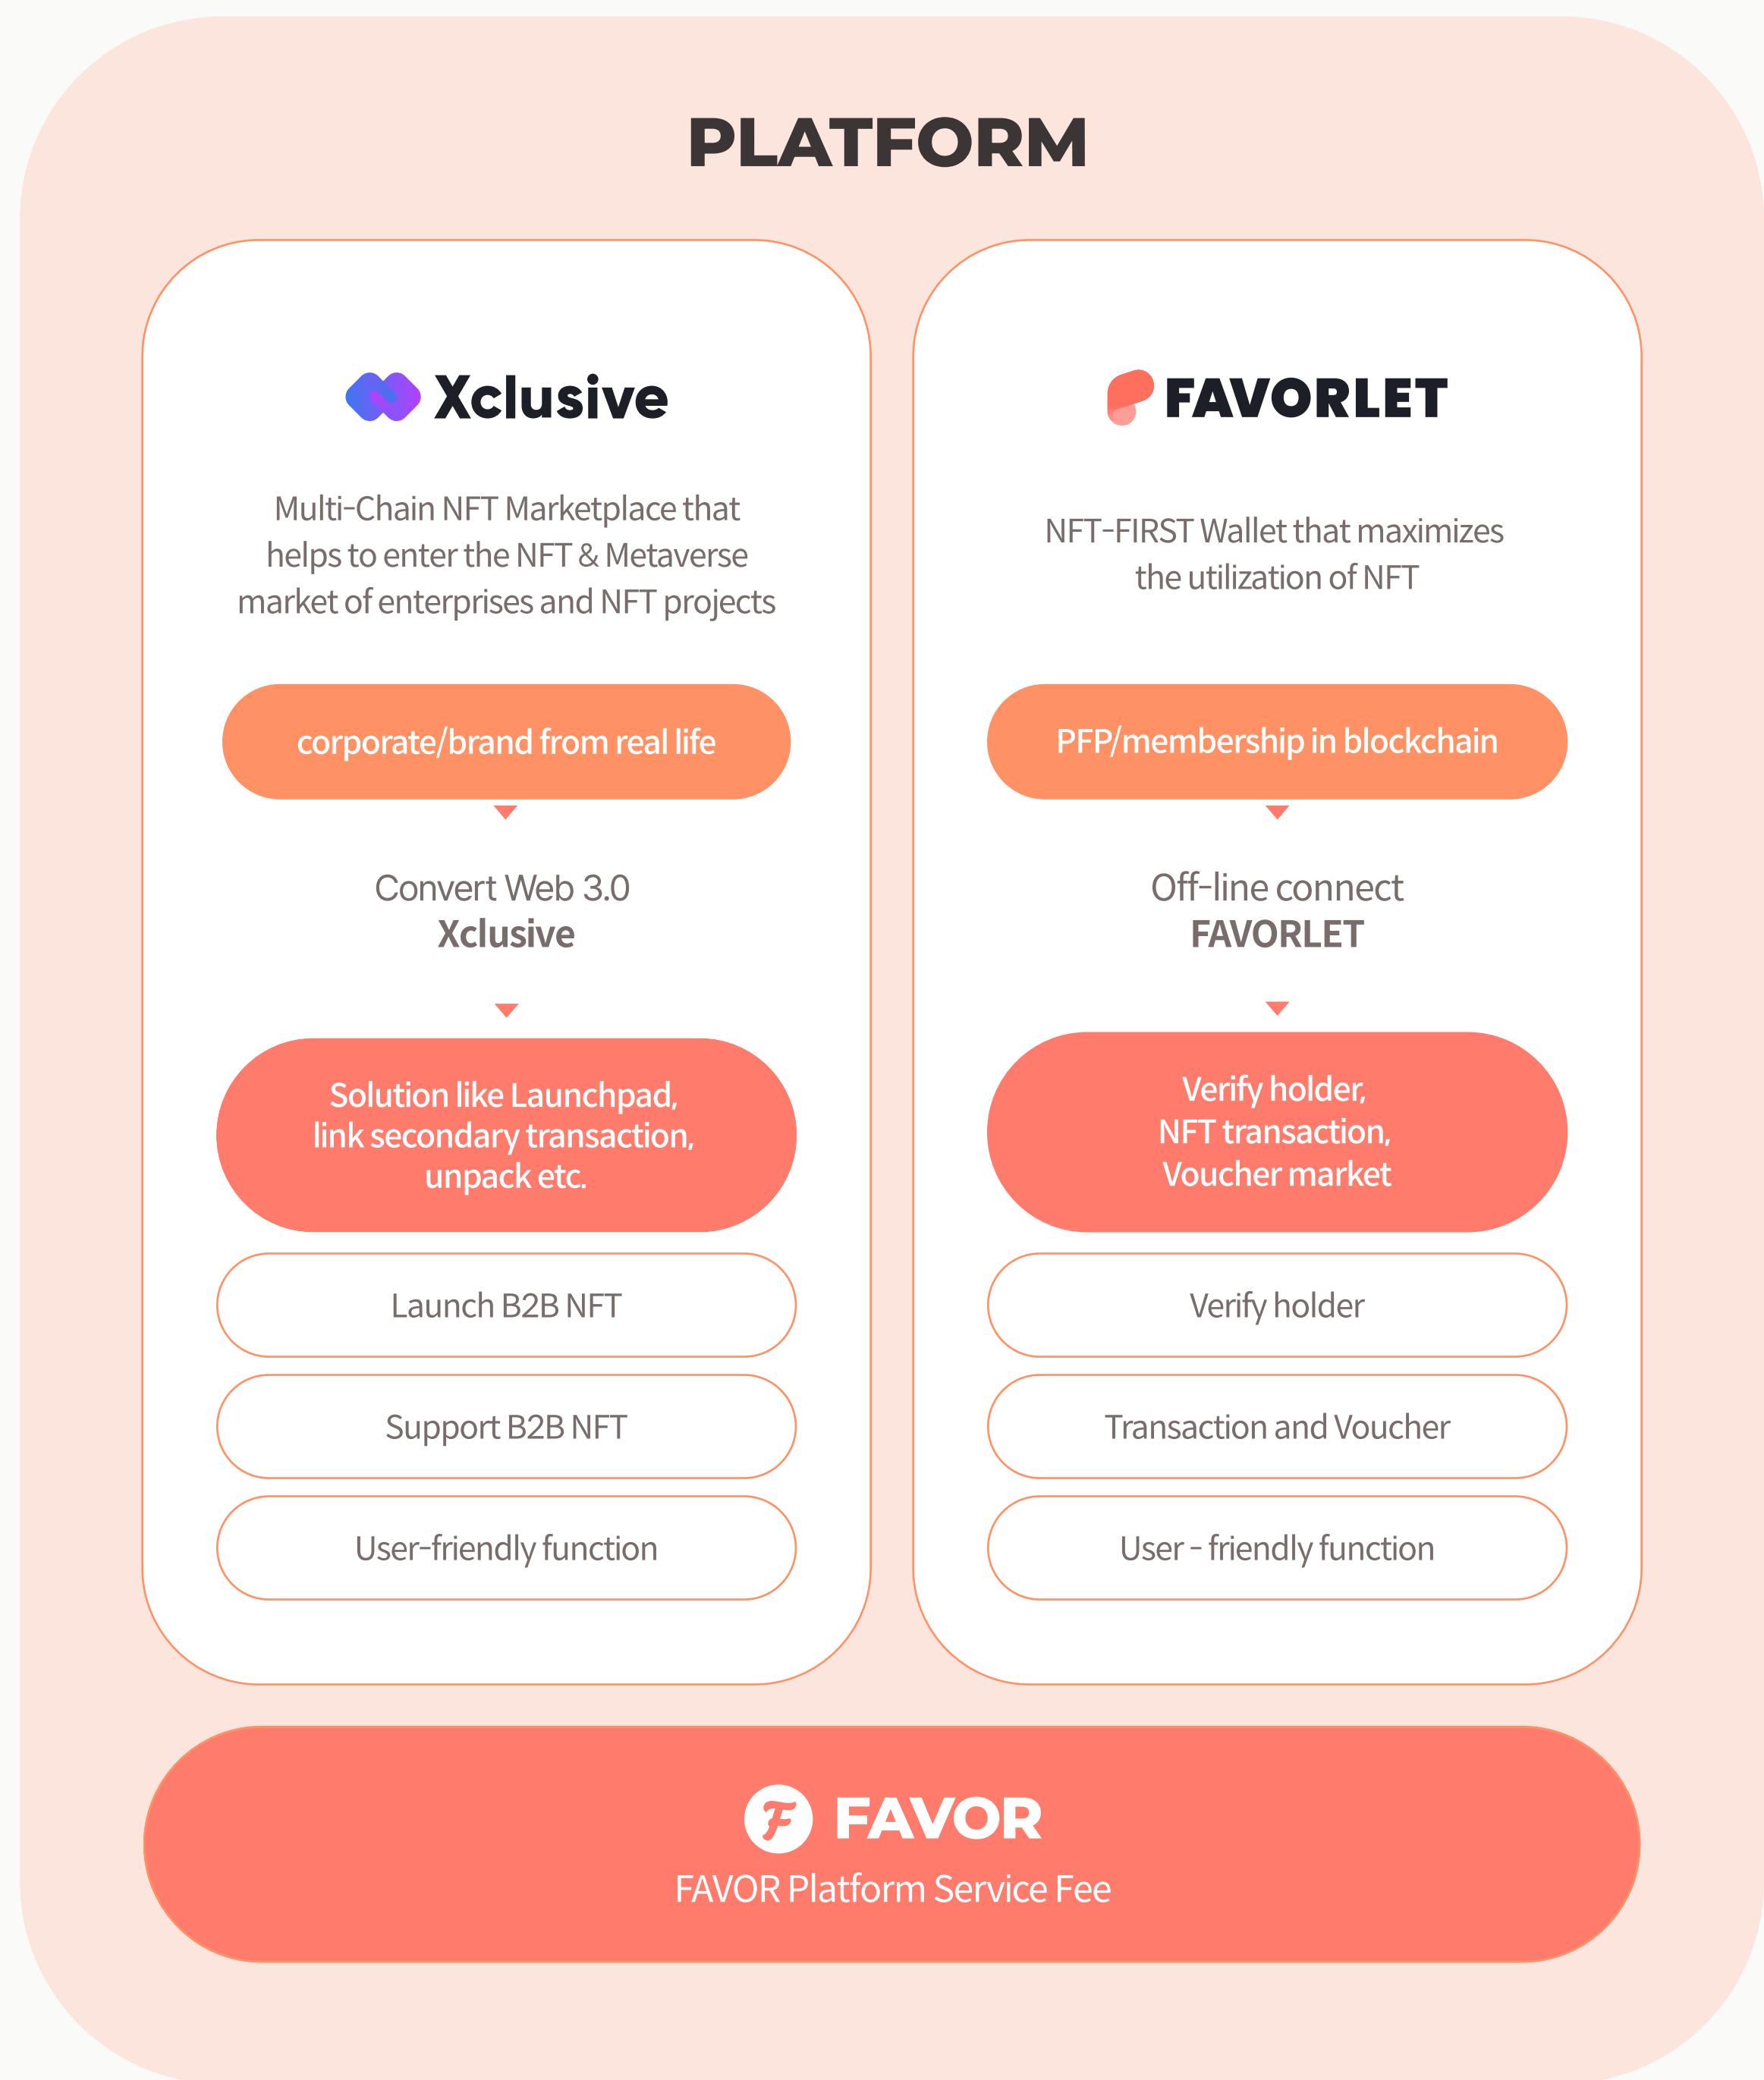 PLATFORM
Xclusive
Multi-Chain NFT Marketplace that
helps to enter the NFT & Metaverse
market of enterprises and NFT projects
corporate/brand from real life
Convert Web 3.0
Xclusive
Solution like Launchpad,
link secondary transaction,
unpack etc.
Launch B2B NFT
Support B2B NFT
User-friendly function
FAVORLET
NFT-FIRST Wallet that maximizes
the utilization of NFT
PFP/membership in blockchain
Off-line connect
FAVORLET
Verify holder,
NFT transaction,
Voucher market
Verify holder
Transaction and Voucher
User - friendly function
FAVOR
FAVOR Platform Service Fee